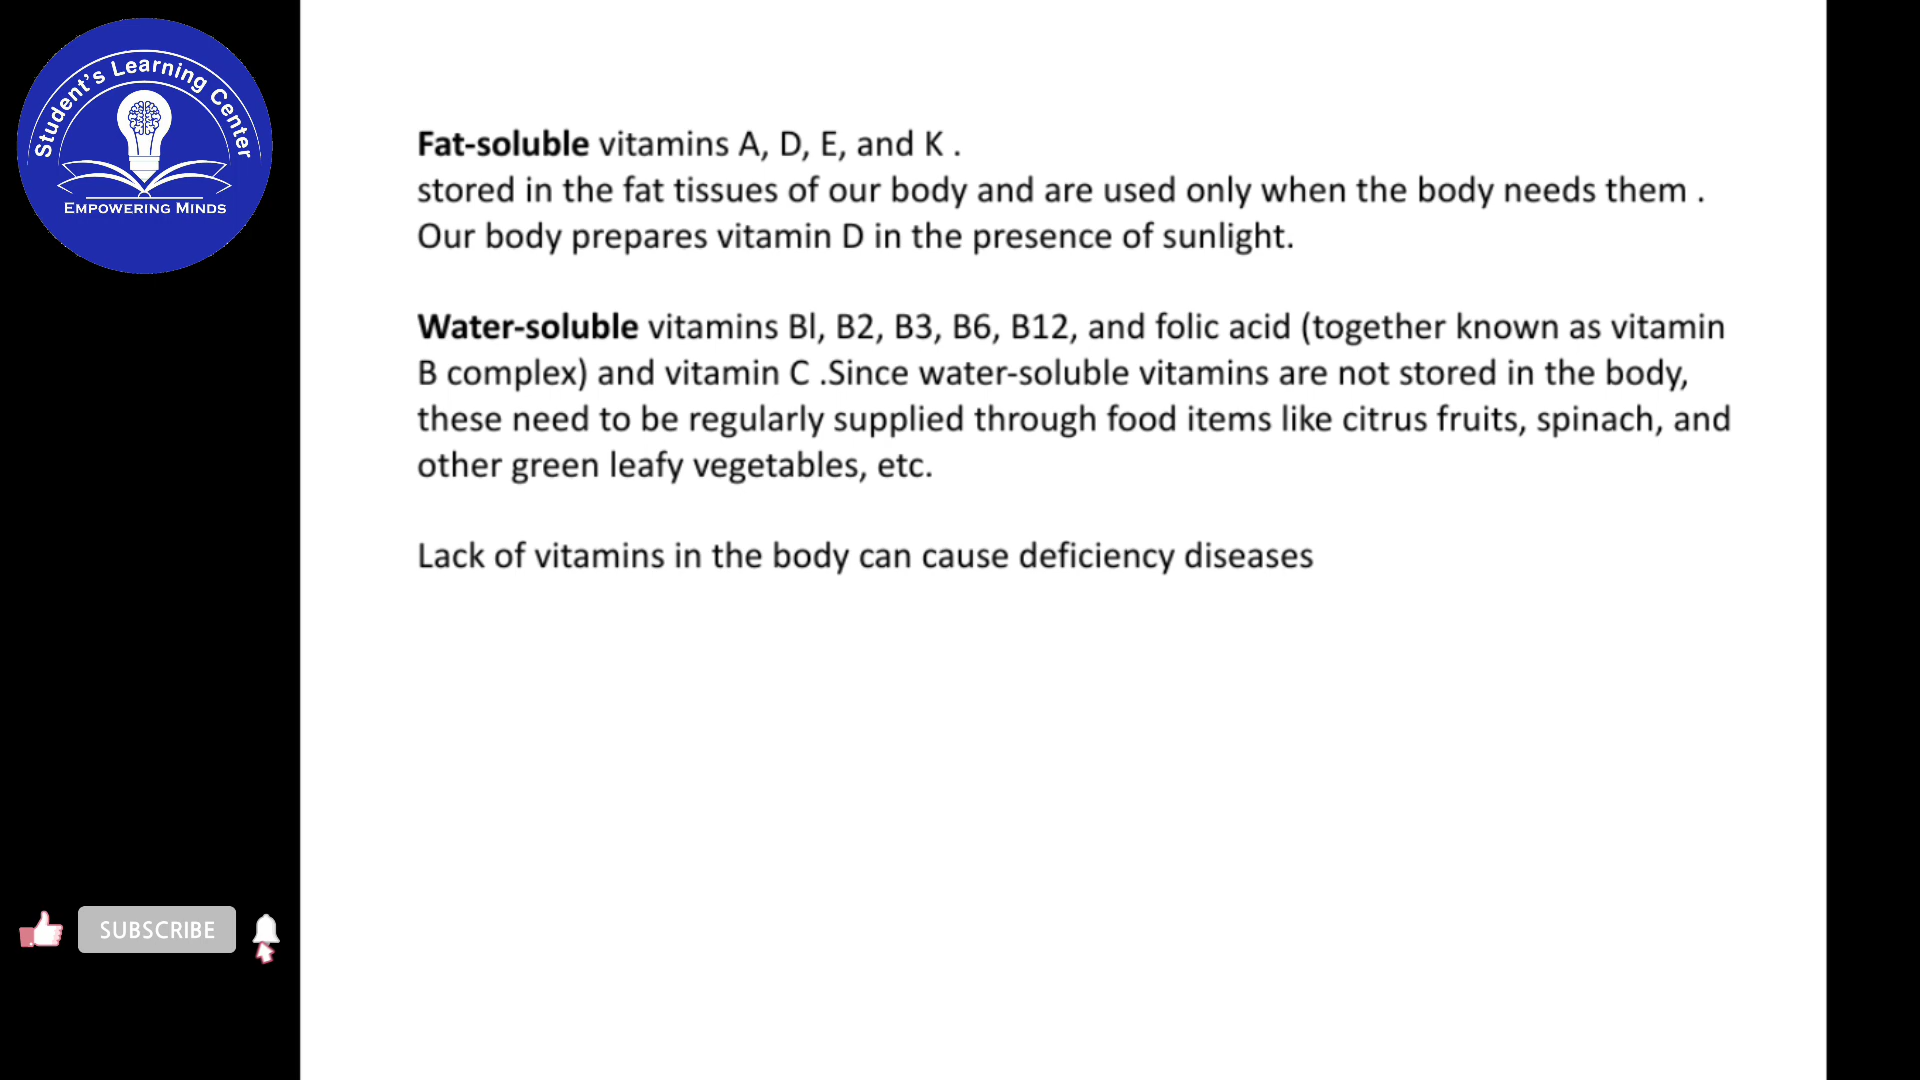 Student's Learning Center
EMPOWERING MINDS
Fat-soluble vitamins A, D, E, and K .
stored in the fat tissues of our body and are used only when the body needs them .
Our body prepares vitamin D in the presence of sunlight.
Water-soluble vitamins Bl, B2, B3, B6, B12, and folic acid (together known as vitamin
B complex) and vitamin C .Since water-soluble vitamins are not stored in the body,
these need to be regularly supplied through food items like citrus fruits, spinach, and
other green leafy vegetables, etc.
Lack of vitamins in the body can cause deficiency diseases
SUBSCRIBE